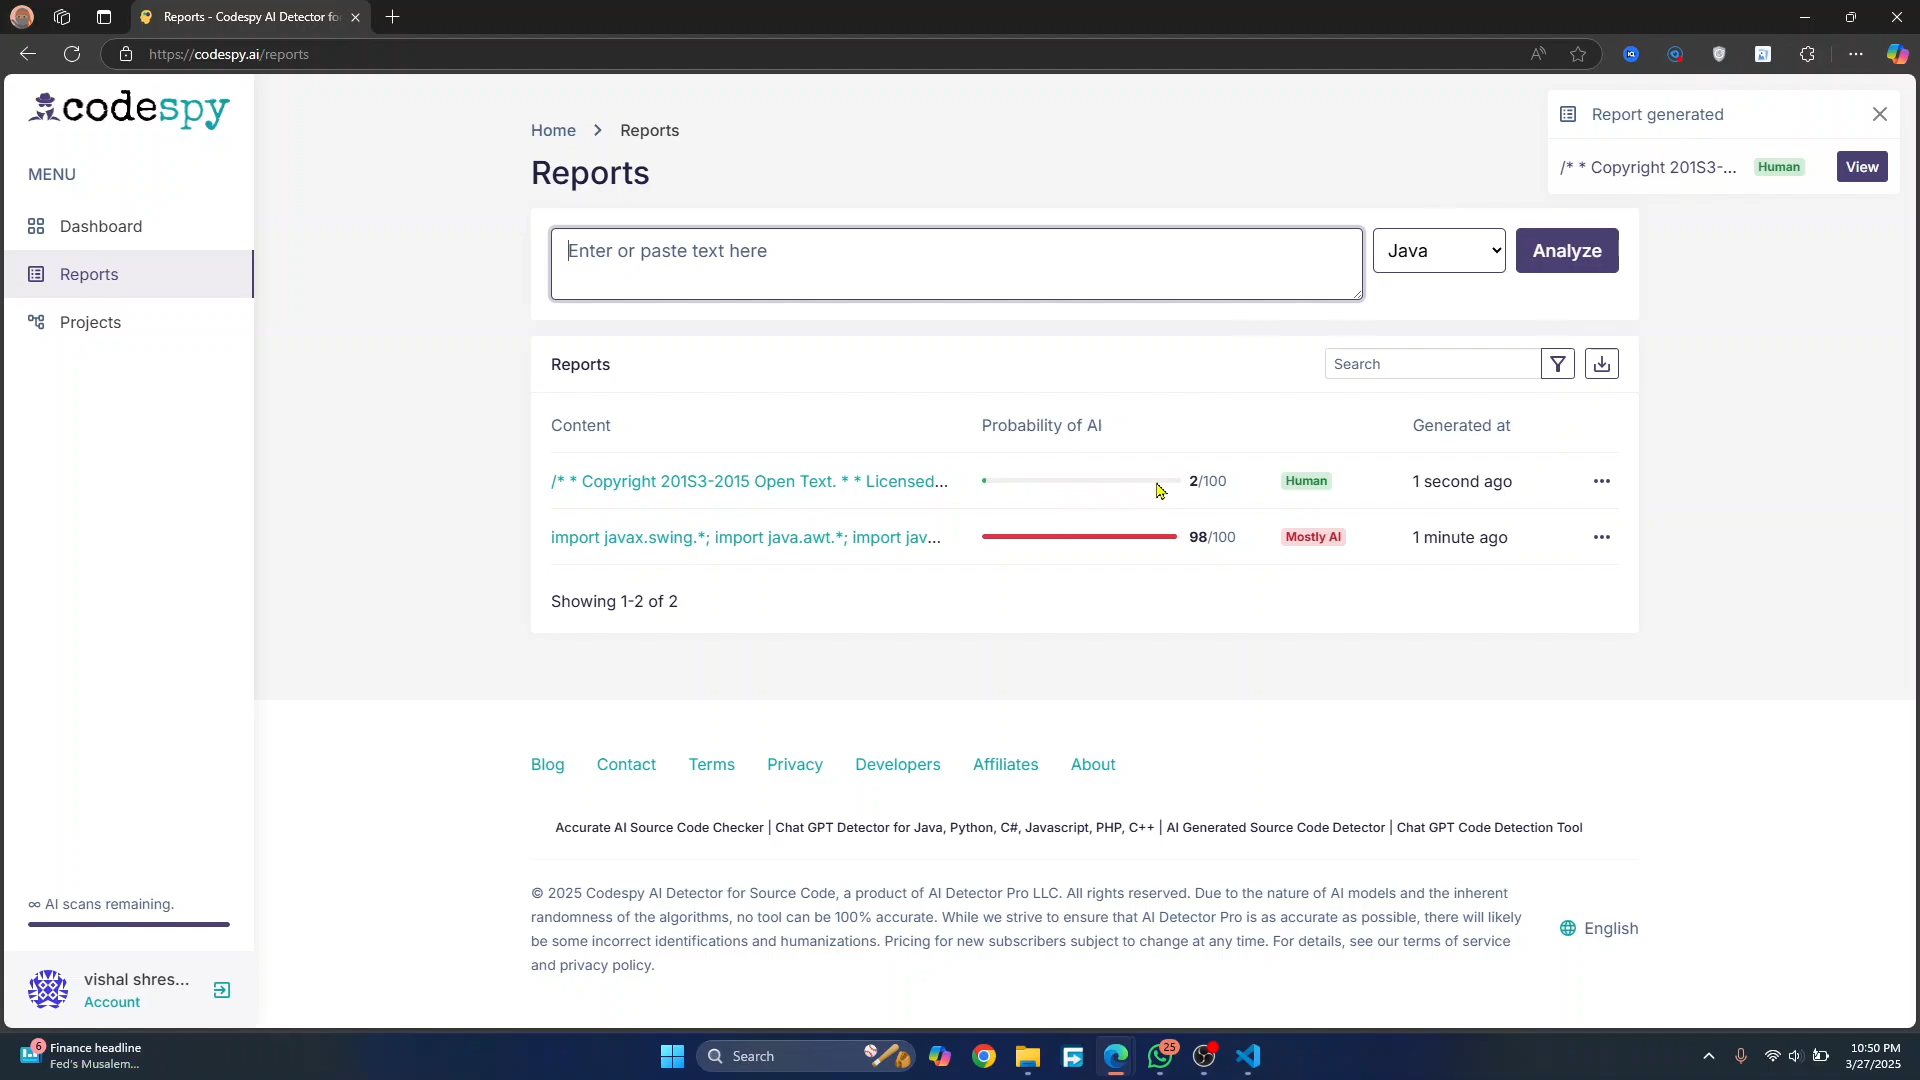 Reports - Codespy AI Detector fo
https://codespy.ai/reports
codespy
MENU
Dashboard
Reports
Projects
∞ AI scans remaining.
vishal shres...
Account
Home > Reports
Reports
Enter or paste text here
Java
Analyze
Report generated
/* * Copyright 201S3-... Human View
Reports
Search
Content Probability of AI Generated at
/* * Copyright 201S3-2015 Open Text. * * Licensed... 2/100 Human 1 second ago
import javax.swing.*; import java.awt.*; import jav... 98/100 Mostly AI 1 minute ago
Showing 1-2 of 2
Blog Contact Terms Privacy Developers Affiliates About
Accurate AI Source Code Checker | Chat GPT Detector for Java, Python, C#, Javascript, PHP, C++ | AI Generated Source Code Detector | Chat GPT Code Detection Tool
© 2025 Codespy AI Detector for Source Code, a product of AI Detector Pro LLC. All rights reserved. Due to the nature of AI models and the inherent
randomness of the algorithms, no tool can be 100% accurate. While we strive to ensure that AI Detector Pro is as accurate as possible, there will likely
be some incorrect identifications and humanizations. Pricing for new subscribers subject to change at any time. For details, see our terms of service
and privacy policy.
English
6
Finance headline
Fed's Musalem...
Search
25
10:50 PM
3/27/2025